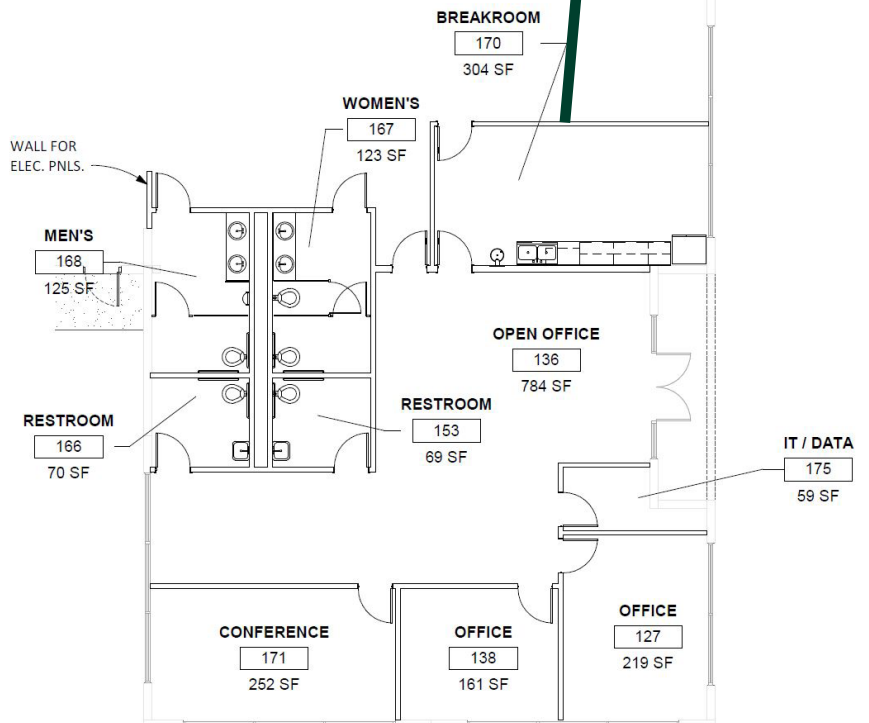 BREAKROOM
170
304 SF
WOMEN'S
167
123 SF
WALL FOR
ELEC. PNLS.
MEN'S
168
125 SF
OPEN OFFICE
136
784 SF
RESTROOM
166
70 SF
RESTROOM
153
69 SF
IT / DATA
175
59 SF
CONFERENCE
171
252 SF
OFFICE
138
161 SF
OFFICE
127
219 SF